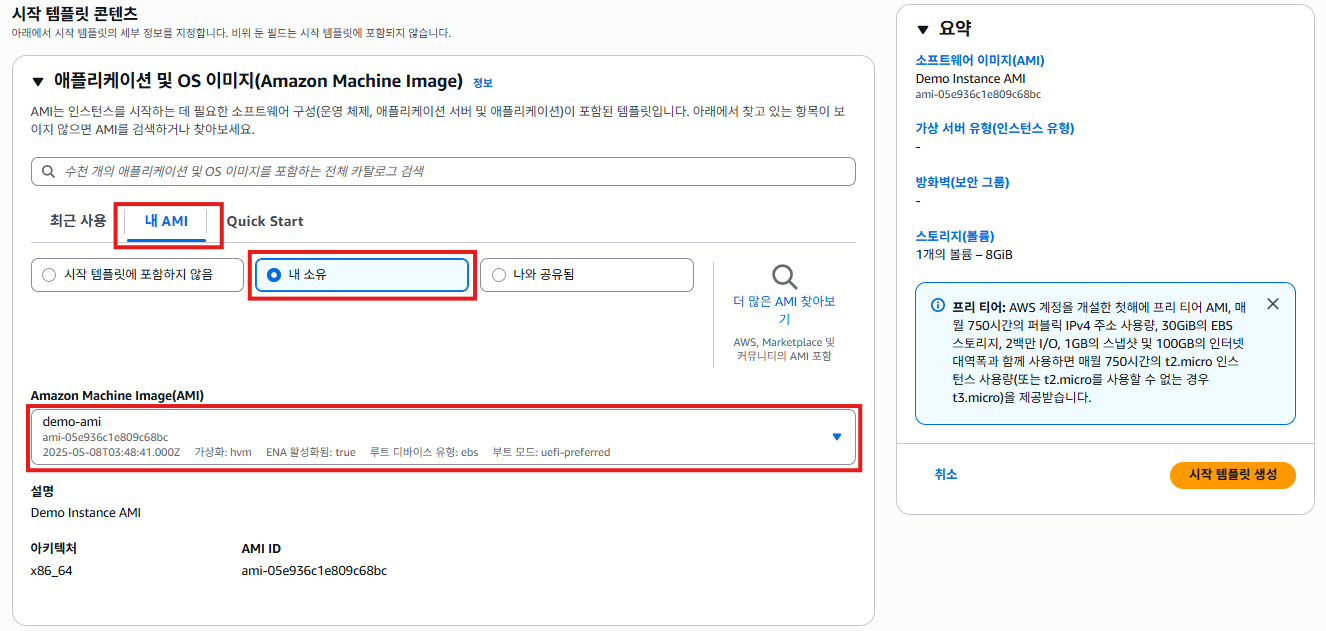 시작 템플릿 콘텐츠
아래에서 시작 템플릿의 세부 정보를 지정합니다. 비워 둔 필드는 시작 템플릿에 포함되지 않습니다.
▼ 애플리케이션 및 OS 이미지(Amazon Machine Image) 정보
AMI는 인스턴스를 시작하는 데 필요한 소프트웨어 구성(운영 체제, 애플리케이션 서버 및 애플리케이션)이 포함된 템플릿입니다. 아래에서 찾고 있는 항목이 보
이지 않으면 AMI를 검색하거나 찾아보세요.
수천 개의 애플리케이션 및 OS 이미지를 포함하는 전체 카탈로그 검색
최근 사용 내 AMI Quick Start
시작 템플릿에 포함하지 않음 내 소유 나와 공유됨
더 많은 AMI 찾아보
기
AWS, Marketplace 및
커뮤니티의 AMI 포함
Amazon Machine Image(AMI)
demo-ami
ami-05e936c1e809c68bc
2025-05-08T03:48:41.000Z 가상화: hvm ENA 활성화됨: true 루트 디바이스 유형: ebs 부트 모드: uefi-preferred
설명
Demo Instance AMI
아키텍처 AMI ID
x86_64 ami-05e936c1e809c68bc
▼ 요약
소프트웨어 이미지(AMI)
Demo Instance AMI
ami-05e936c1e809c68bc
가상 서버 유형(인스턴스 유형)
-
방화벽(보안 그룹)
-
스토리지(볼륨)
1개의 볼륨 – 8GiB
프리 티어: AWS 계정을 개설한 첫해에 프리 티어 AMI, 매
월 750시간의 퍼블릭 IPv4 주소 사용량, 30GiB의 EBS
스토리지, 2백만 I/O, 1GB의 스냅샷 및 100GB의 인터넷
대역폭과 함께 사용하면 매월 750시간의 t2.micro 인스
턴스 사용량(또는 t2.micro를 사용할 수 없는 경우
t3.micro)을 제공받습니다.
취소 시작 템플릿 생성